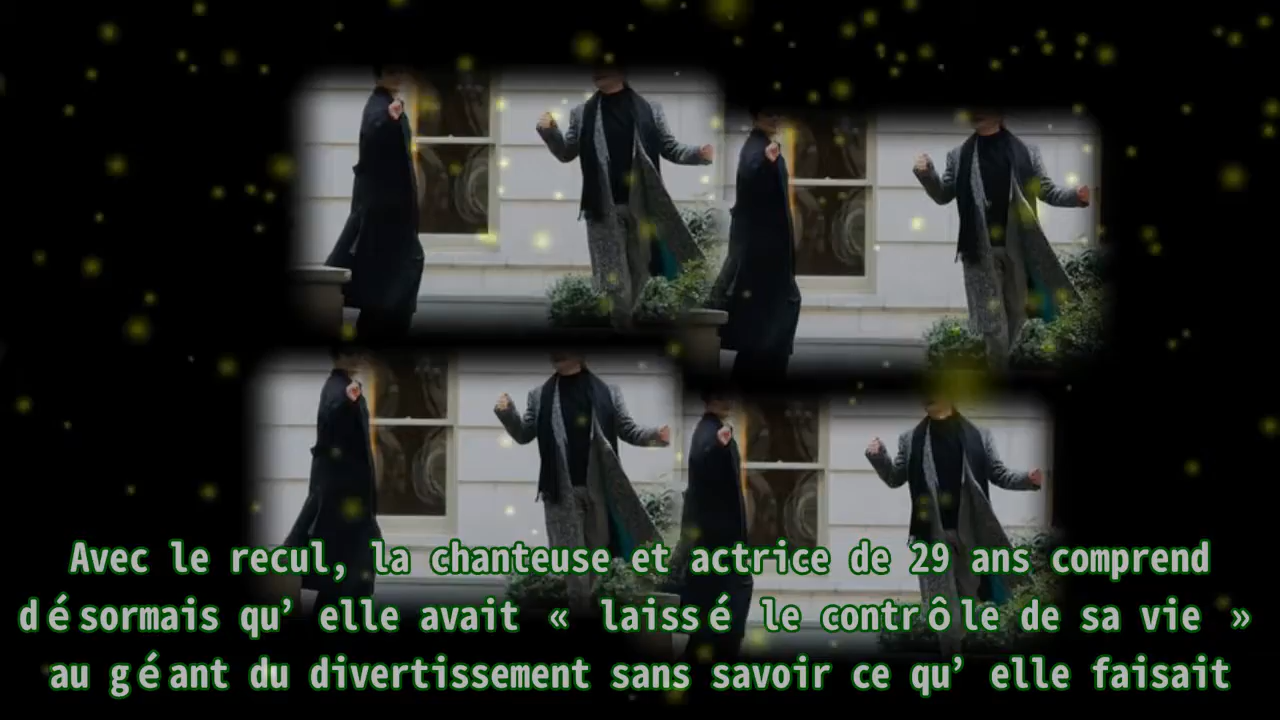 Avec le recul, la chanteuse et actrice de 29 ans comprend
désormais qu’ elle avait « laissé le contrôle de sa vie »
au géant du divertissement sans savoir ce qu’ elle faisait